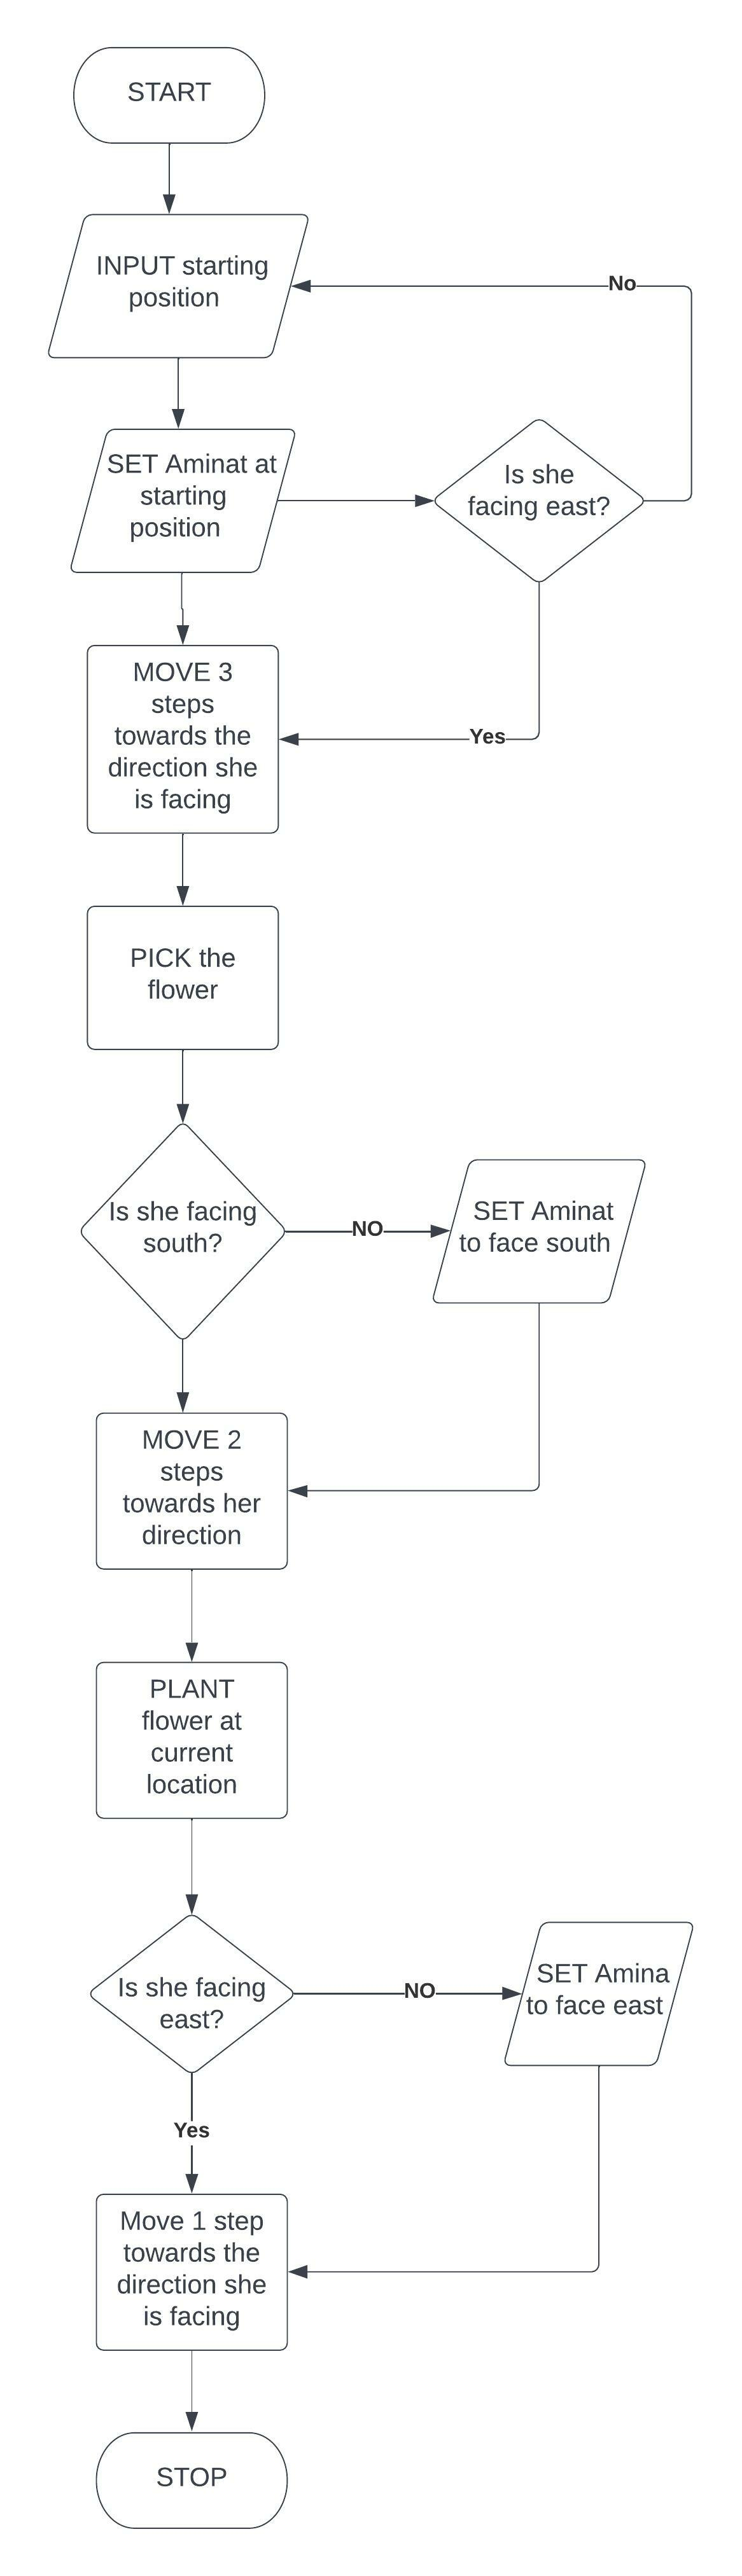 START
INPUT starting
position
No
SET Aminat at
starting
position
Is she
facing east?
MOVE 3
steps
towards the
direction she
is facing
Yes
PICK the
flower
Is she facing
south?
NO
SET Aminat
to face south
MOVE 2
steps
towards her
direction
PLANT
flower at
current
location
Is she facing
east?
NO
SET Amina
to face east
Yes
Move 1 step
towards the
direction she
is facing
STOP